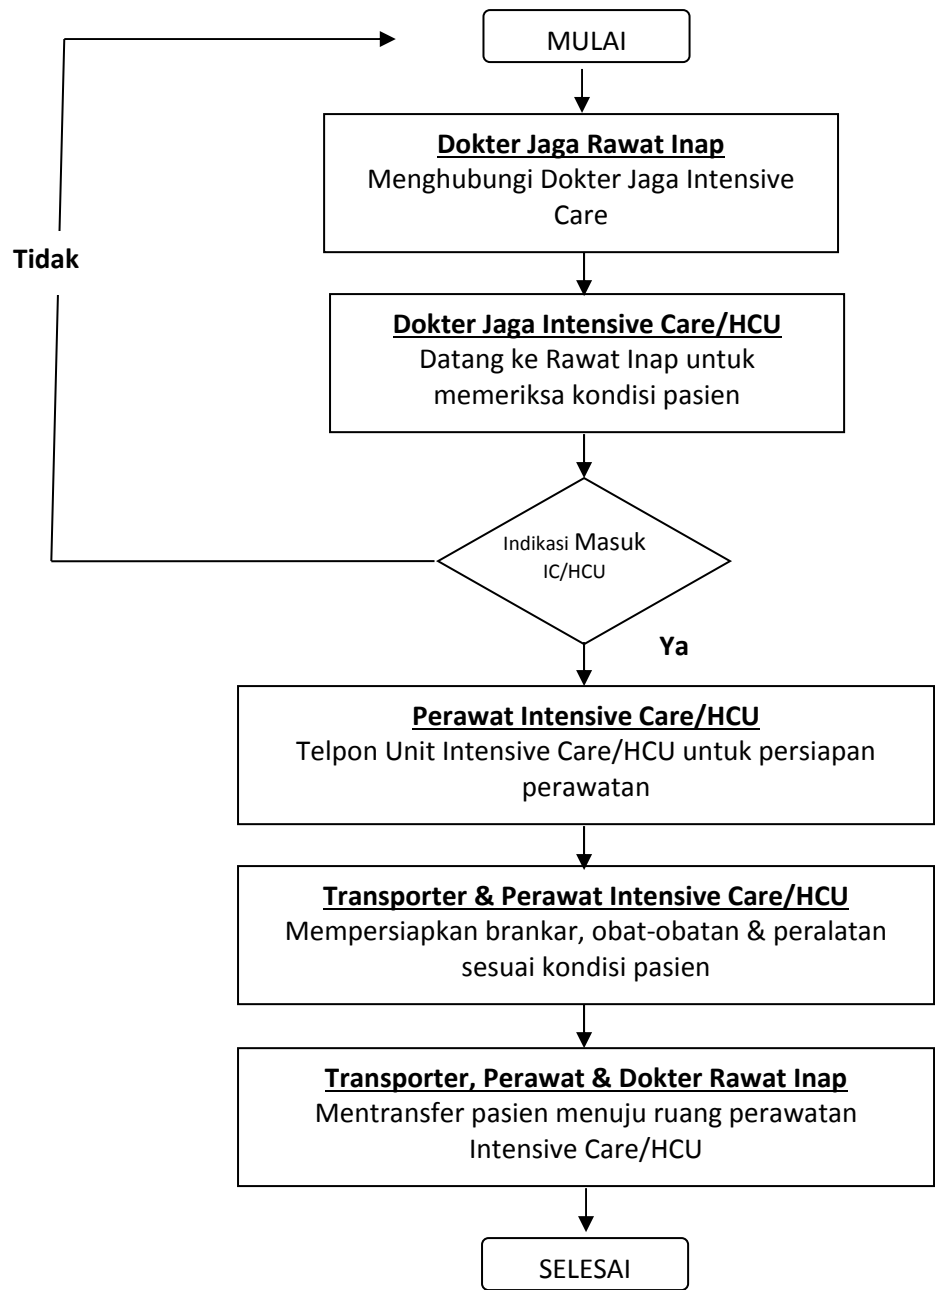 MULAI
Dokter Jaga Rawat Inap
Menghubungi Dokter Jaga Intensive
Care
Tidak
Dokter Jaga Intensive Care/HCU
Datang ke Rawat Inap untuk
memeriksa kondisi pasien
Indikasi Masuk
IC/HCU
Ya
Perawat Intensive Care/HCU
Telpon Unit Intensive Care/HCU untuk persiapan
perawatan
Transporter & Perawat Intensive Care/HCU
Mempersiapkan brankar, obat-obatan & peralatan
sesuai kondisi pasien
Transporter, Perawat & Dokter Rawat Inap
Mentransfer pasien menuju ruang perawatan
Intensive Care/HCU
SELESAI